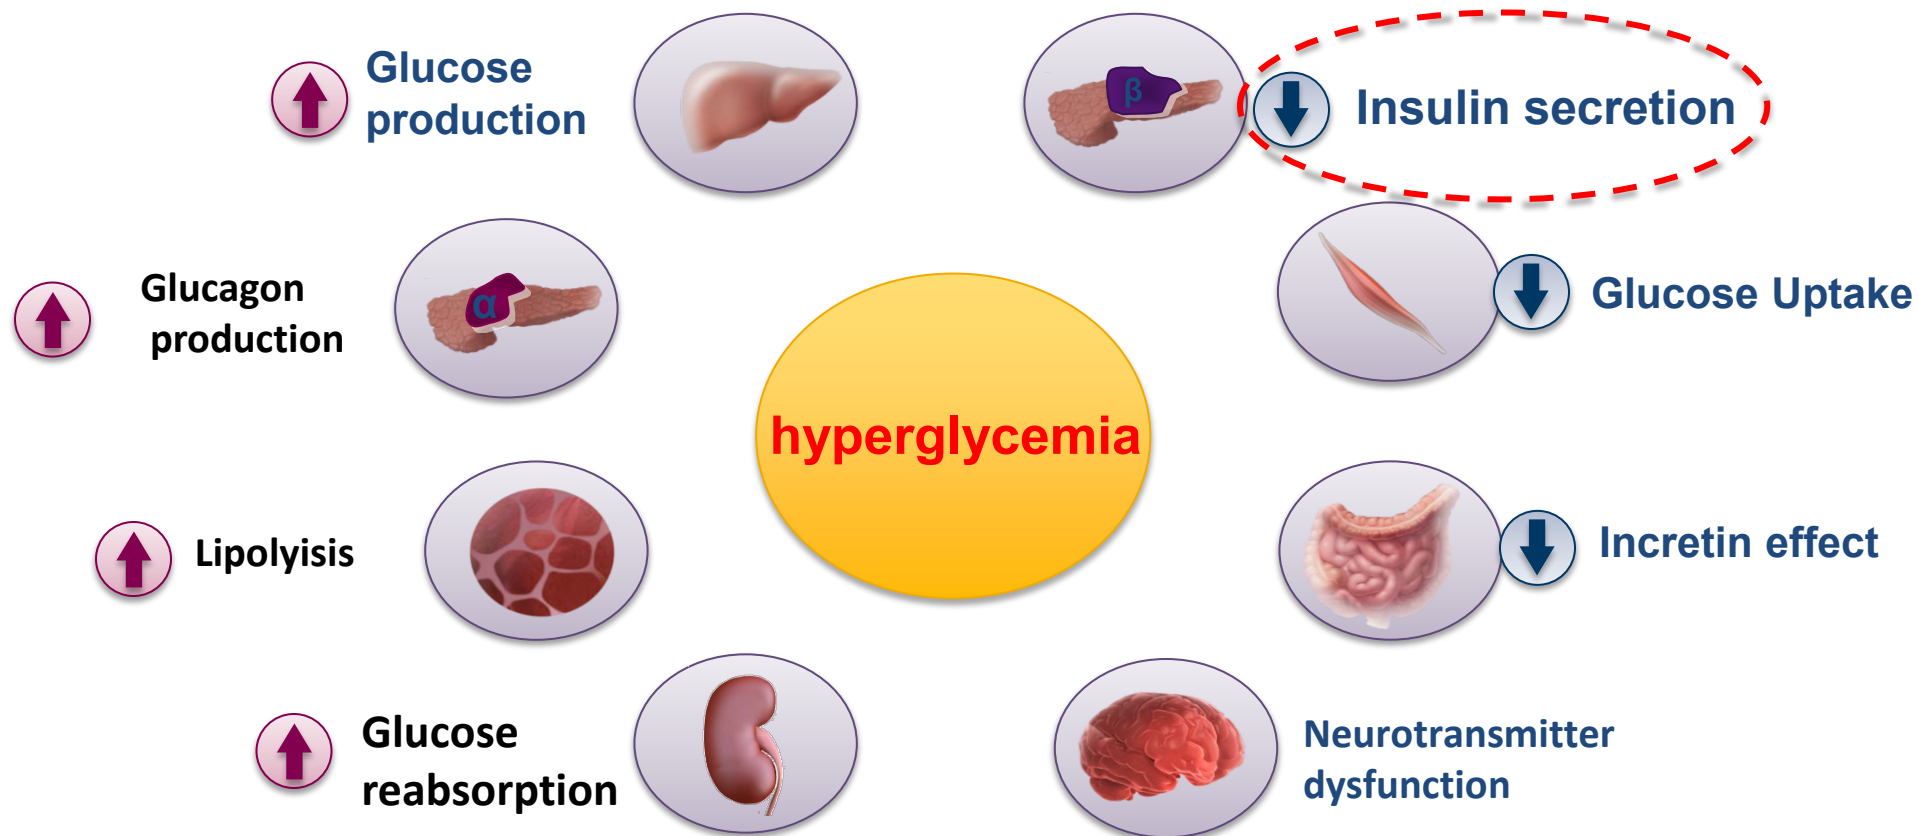 Glucose
production
β
Insulin secretion
Glucagon
production
α
Glucose Uptake
hyperglycemia
Lipolyisis
Incretin effect
Glucose
reabsorption
Neurotransmitter
dysfunction